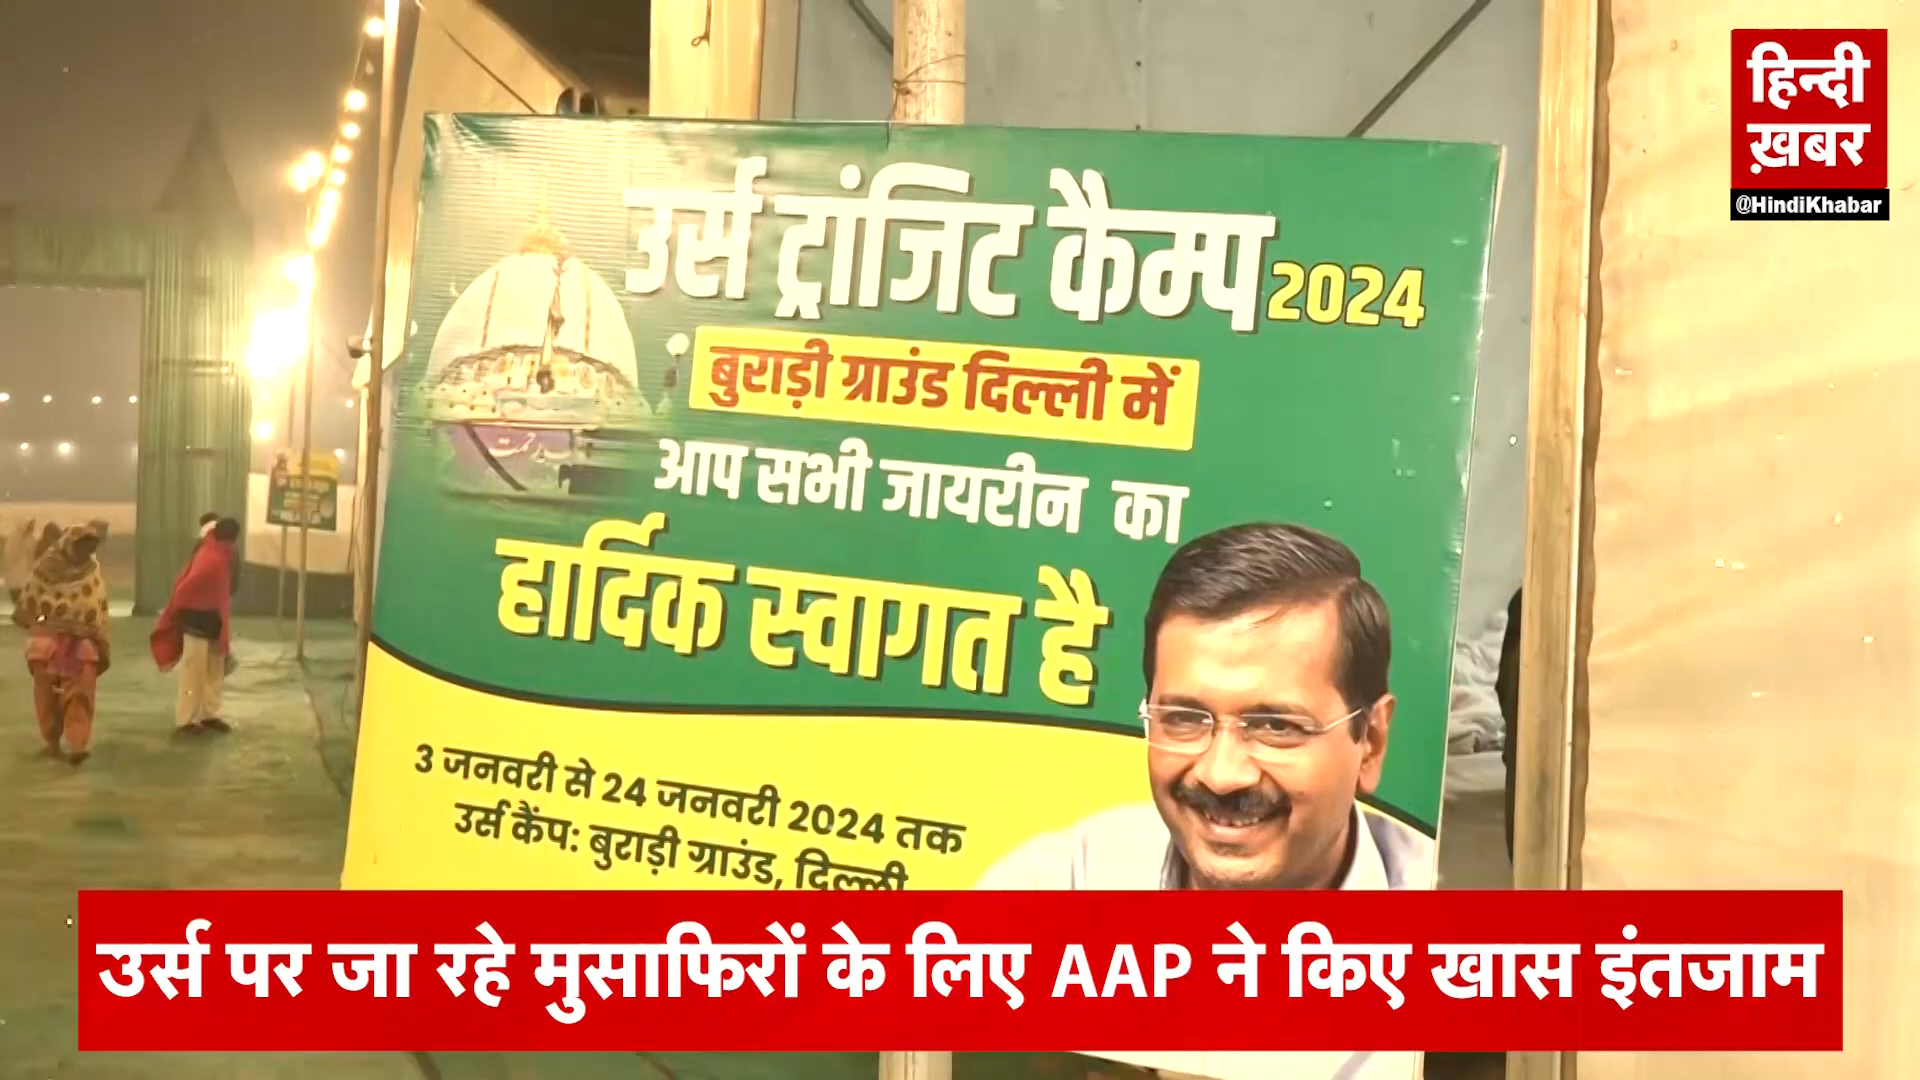 हिन्दी
ख़बर
@HindiKhabar
उर्स ट्रांजिट कैम्प 2024
बुराड़ी ग्राउंड दिल्ली में
आप सभी जायरीन का
हार्दिक स्वागत है
3 जनवरी से 24 जनवरी 2024 तक
उर्स कैंप: बुराड़ी ग्राउंड, दिल्ली
उर्स पर जा रहे मुसाफिरों के लिए AAP ने किए खास इंतजाम